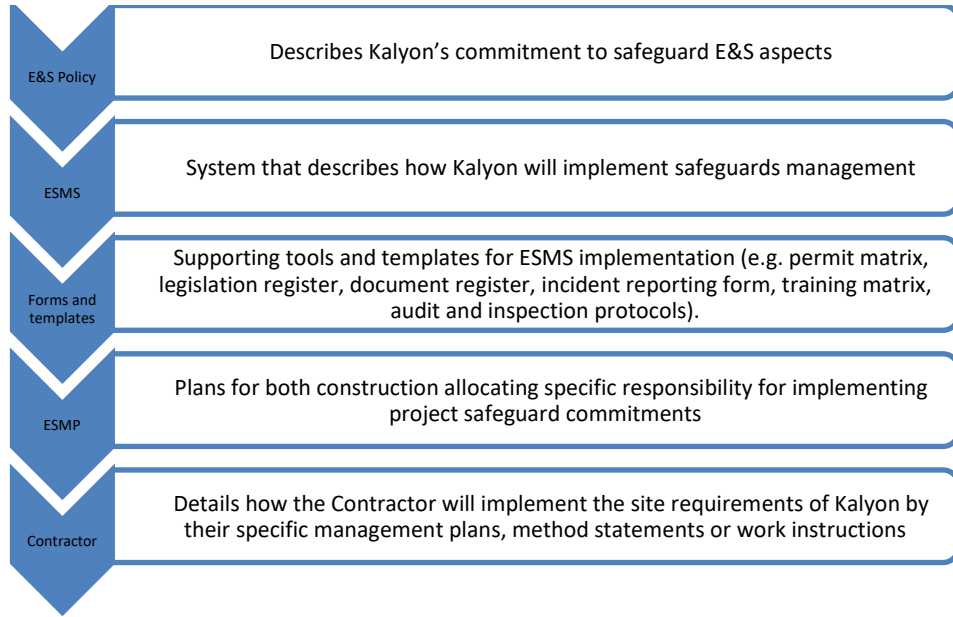 Describes Kalyon’s commitment to safeguard E&S aspects
E&S Policy
System that describes how Kalyon will implement safeguards management
ESMS
Supporting tools and templates for ESMS implementation (e.g. permit matrix,
legislation register, document register, incident reporting form, training matrix,
audit and inspection protocols).
Forms and
templates
Plans for both construction allocating specific responsibility for implementing
project safeguard commitments
ESMP
Details how the Contractor will implement the site requirements of Kalyon by
their specific management plans, method statements or work instructions
Contractor